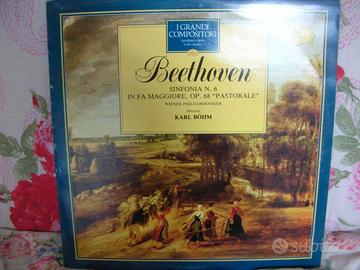 I GRANDI
COMPOSITORI
Beethoven
SINFONIA N. 6
IN FA MAGGIORE, OP. 68 "PASTORALE"
WIENER PHILHARMONIKER
KARL BÖHM
subito